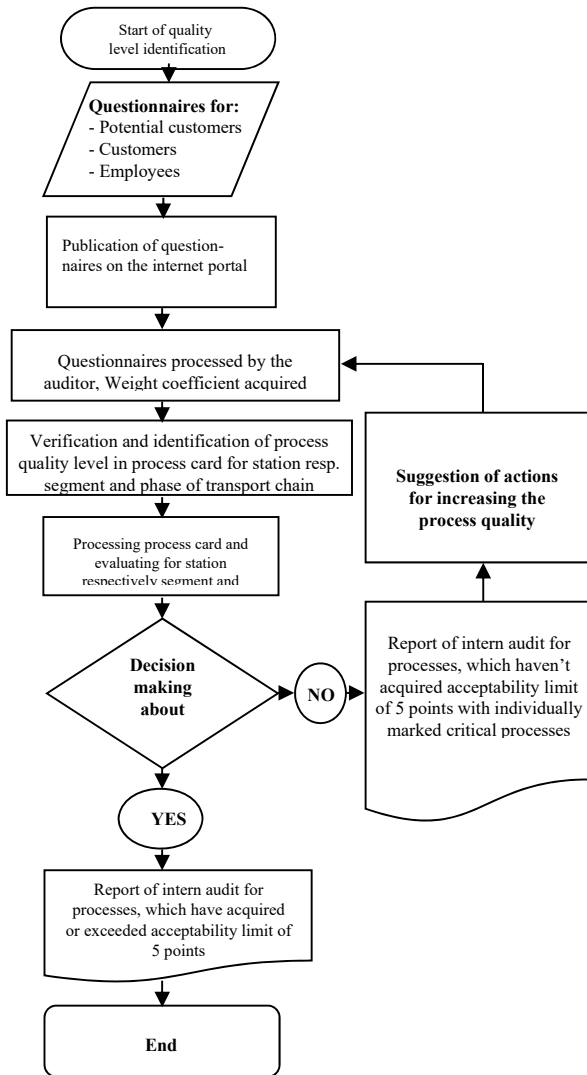 Start of quality
level identification
Questionnaires for:
- Potential customers
- Customers
- Employees
Publication of question-
naires on the internet portal
Questionnaires processed by the
auditor, Weight coefficient acquired
Verification and identification of process
quality level in process card for station resp.
segment and phase of transport chain
Processing process card and
evaluating for station
respectively segment and
Decision
making
about
NO
Report of intern audit for
processes, which haven't
acquired acceptability limit
of 5 points with individually
marked critical processes
Suggestion of actions
for increasing the
process quality
YES
Report of intern audit for
processes, which have acquired
or exceeded acceptability limit of
5 points
End